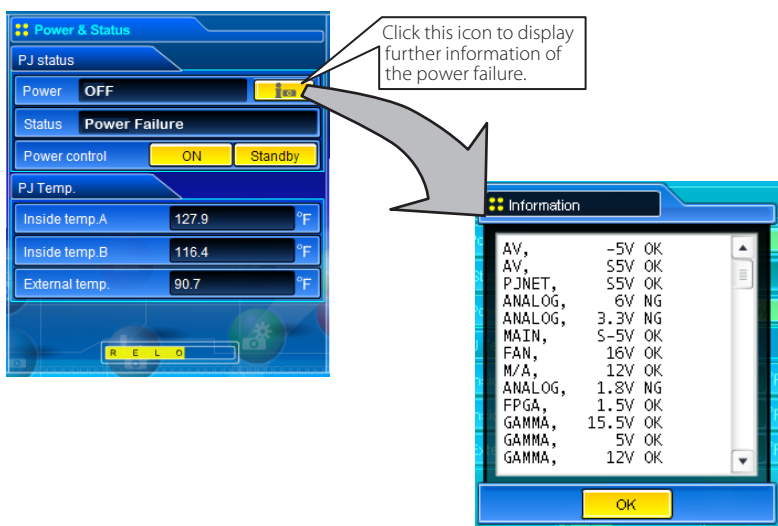 Power & Status
PJ status
Power OFF
Status Power Failure
Power control ON Standby
PJ Temp.
Inside temp.A 127.9 °F
Inside temp.B 116.4 °F
External temp. 90.7 °F
R E L O
Click this icon to display
further information of
the power failure.
Information
AV, -5V OK
AV, S5V OK
PJNET, S5V OK
ANALOG, 6V NG
ANALOG, 3.3V NG
MAIN, S-5V OK
FAN, 16V OK
M/A, 12V OK
ANALOG, 1.8V NG
FPGA, 1.5V OK
GAMMA, 15.5V OK
GAMMA, 5V OK
GAMMA, 12V OK
OK